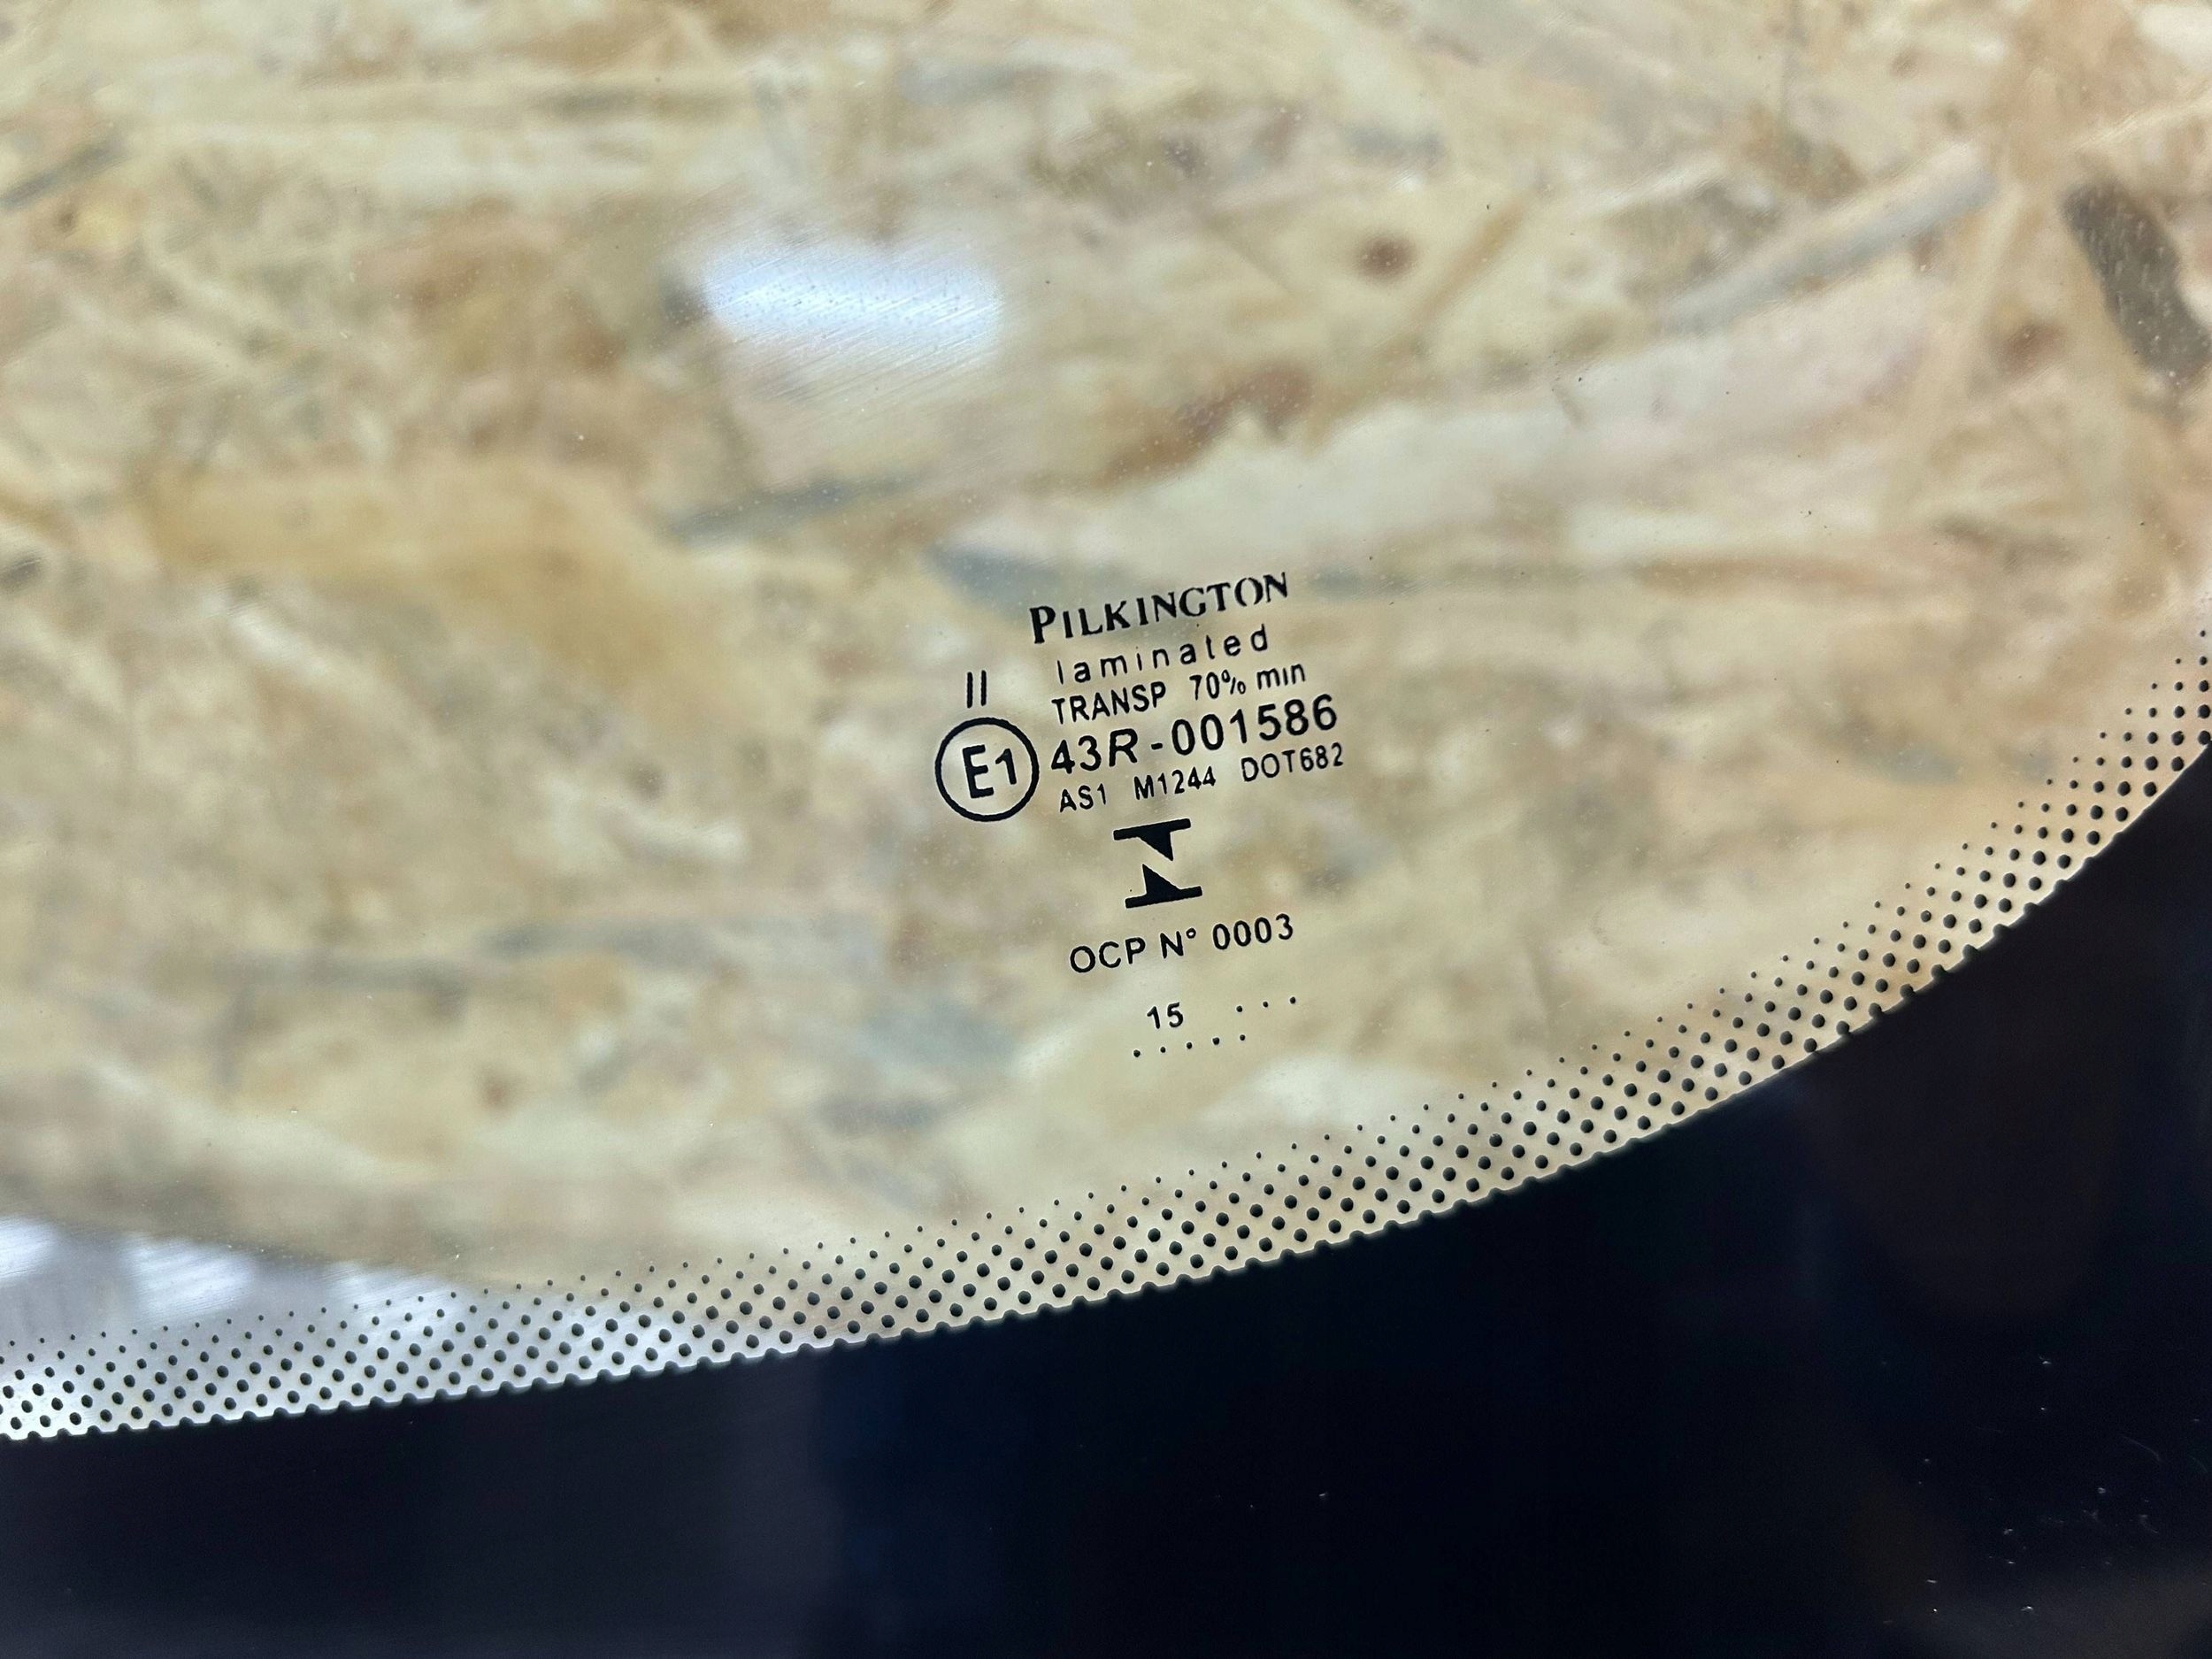 PILKINGTON
laminated
II TRANSP 70% min
E1 43R-001586
AS1 M1244 DOT682
OCP N° 0003
15 . . .
. . . . .